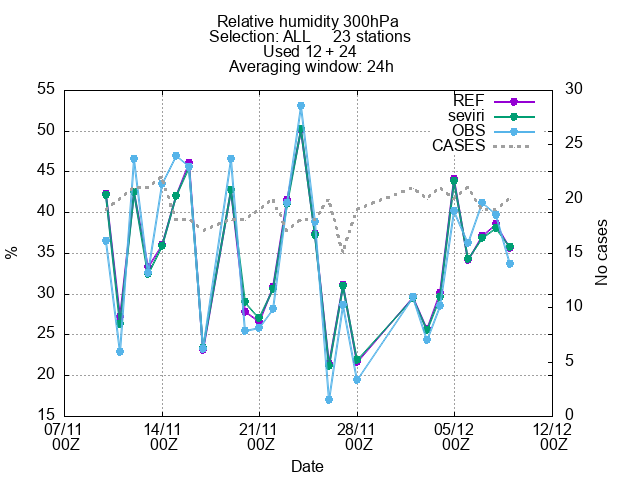 Relative humidity 300hPa
Selection: ALL 23 stations
Used 12 + 24
Averaging window: 24h
REF
seviri
OBS
CASES
55
50
45
40
35
30
25
20
15
%
30
25
20
15
10
5
0
No cases
07/11 14/11 21/11 28/11 05/12 12/12
00Z 00Z 00Z 00Z 00Z 00Z
Date